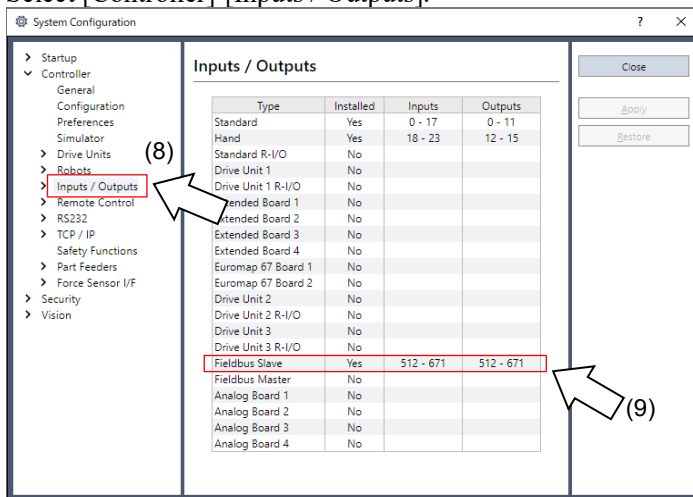 Select [Controller]-[Inputs / Outputs].
System Configuration ? ×
Startup
Controller
General
Configuration
Preferences
Simulator
Drive Units
Robots
Inputs / Outputs
Remote Control
RS232
TCP / IP
Safety Functions
Part Feeders
Force Sensor I/F
Security
Vision
(8)
Inputs / Outputs
Type Installed Inputs Outputs
Standard Yes 0 - 17 0 - 11
Hand Yes 18 - 23 12 - 15
Standard R-I/O No
Drive Unit 1 No
Drive Unit 1 R-I/O No
Extended Board 1 No
Extended Board 2 No
Extended Board 3 No
Extended Board 4 No
Euromap 67 Board 1 No
Euromap 67 Board 2 No
Drive Unit 2 No
Drive Unit 2 R-I/O No
Drive Unit 3 No
Drive Unit 3 R-I/O No
Fieldbus Slave Yes 512 - 671 512 - 671
Fieldbus Master No
Analog Board 1 No
Analog Board 2 No
Analog Board 3 No
Analog Board 4 No
(9)
Close
Apply
Restore